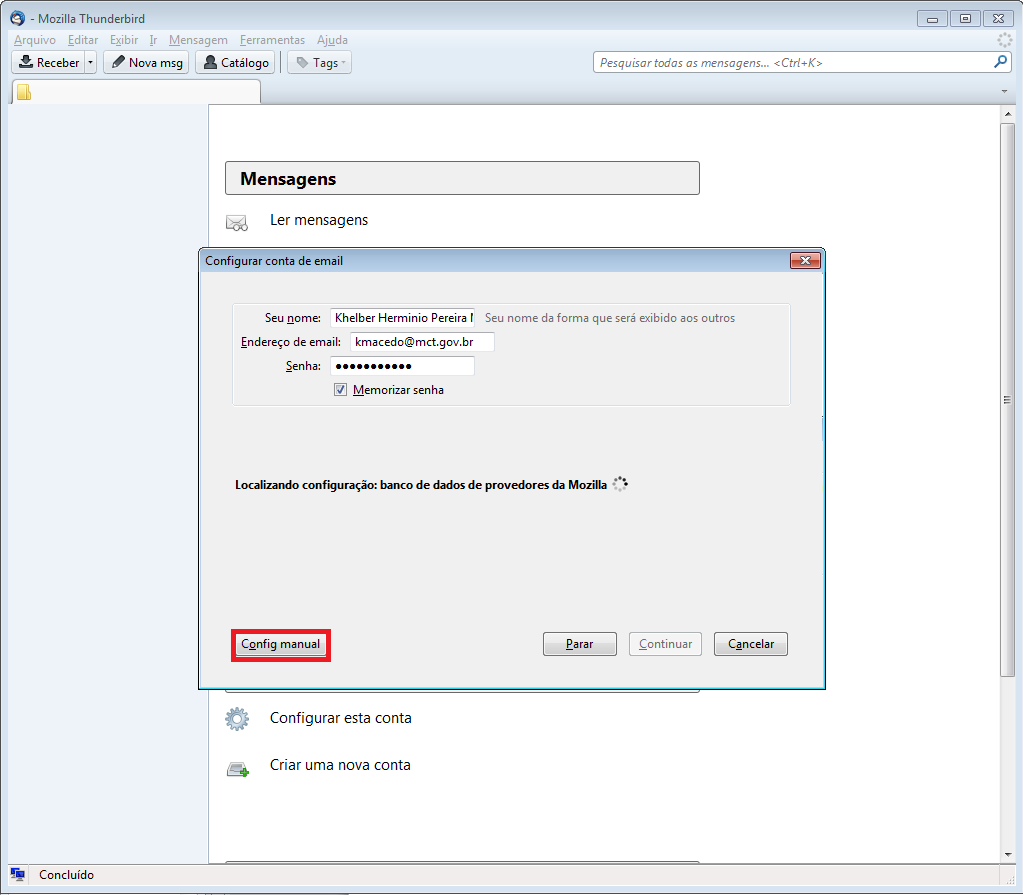 - Mozilla Thunderbird
Arquivo Editar Exibir Ir Mensagem Ferramentas Ajuda
Receber Nova msg Catálogo Tags Pesquisar todas as mensagens... <Ctrl+K>
Mensagens
Ler mensagens
Configurar conta de email
Seu nome: Khelber Herminio Pereira Seu nome da forma que será exibido aos outros
Endereço de email: kmacedo@mct.gov.br
Senha: ●●●●●●●●●●●
Memorizar senha
Localizando configuração: banco de dados de provedores da Mozilla
Config manual Parar Continuar Cancelar
Configurar esta conta
Criar uma nova conta
Concluído